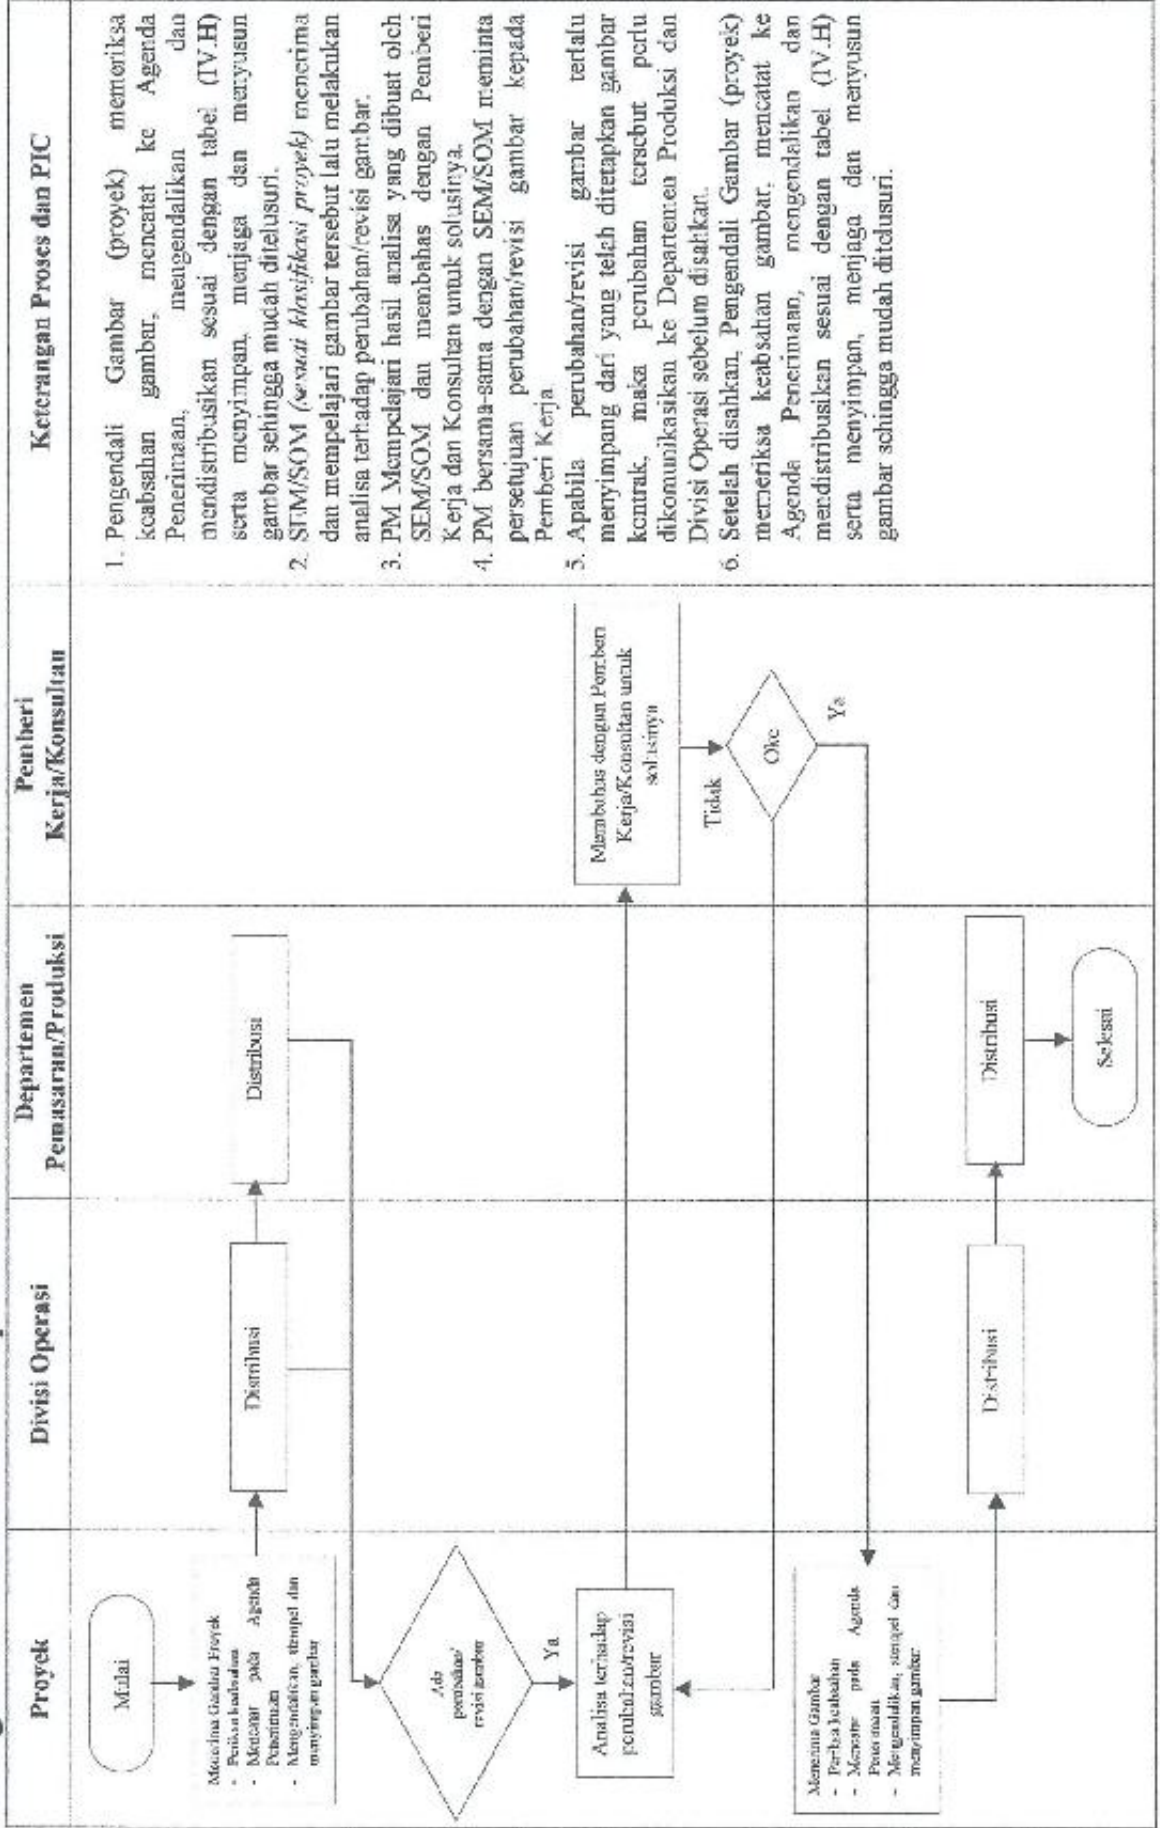 Proyek
Divisi Operasi
Departemen
Pemasaran/Produksi
Pemberi
Kerja/Konsultan
Keterangan Proses dan PIC
Mulai
Menerima Gambar Proyek
- Periksa keabsahan
- Mencatat pada Agenda
Penerimaan
- Mengendalikan, stempel dan
menyimpan gambar
Distribusi
Distribusi
Ada
perubahan/
revisi gambar
Ya
Analisa terhadap
perubahan/revisi
gambar
Membahas dengan Pemberi
Kerja/Konsultan untuk
solusinya
Oke
Tidak
Ya
Menerima Gambar
- Periksa keabsahan
- Mencatat pada Agenda
Penerimaan
- Mengendalikan, stempel dan
menyimpan gambar
Distribusi
Distribusi
Selesai
1. Pengendali Gambar (proyek) memeriksa
keabsahan gambar, mencatat ke Agenda
Penerimaan, mengendalikan dan
mendistribusikan sesuai dengan tabel (IV.H)
serta menyimpan, menjaga dan menyusun
gambar sehingga mudah ditelusuri.
2. SEM/SOM (sesuai klasifikasi proyek) menerima
dan mempelajari gambar tersebut lalu melakukan
analisa terhadap perubahan/revisi gambar.
3. PM Mempelajari hasil analisa yang dibuat oleh
SEM/SOM dan membahas dengan Pemberi
Kerja dan Konsultan untuk solusinya.
4. PM bersama-sama dengan SEM/SOM meminta
persetujuan perubahan/revisi gambar kepada
Pemberi Kerja
5. Apabila perubahan/revisi gambar terlalu
menyimpang dari yang telah ditetapkan gambar
kontrak, maka perubahan tersebut perlu
dikomunikasikan ke Departemen Produksi dan
Divisi Operasi sebelum disahkan.
6. Setelah disahkan, Pengendali Gambar (proyek)
memeriksa keabsahan gambar, mencatat ke
Agenda Penerimaan, mengendalikan dan
mendistribusikan sesuai dengan tabel (IV.H)
serta menyimpan, menjaga dan menyusun
gambar sehingga mudah ditelusuri.